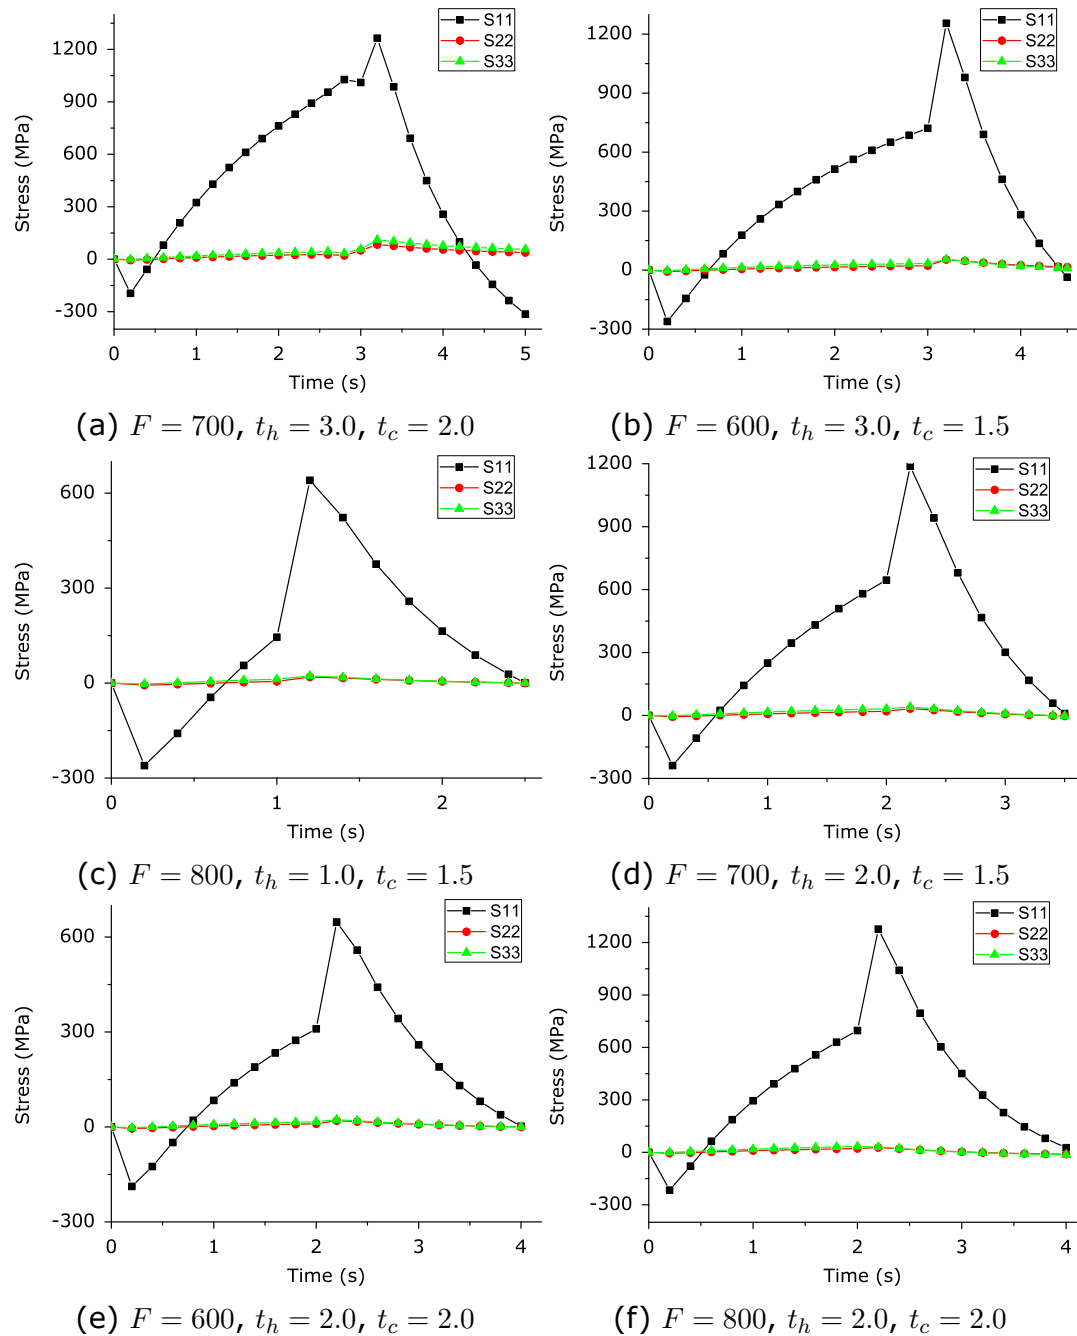 1200
900
600
300
0
-300
Stress (MPa)
S11
S22
S33
0 1 2 3 4 5
Time (s)
(a) F = 700, t_h = 3.0, t_c = 2.0
1200
900
600
300
0
-300
Stress (MPa)
S11
S22
S33
0 1 2 3 4
Time (s)
(b) F = 600, t_h = 3.0, t_c = 1.5
600
300
0
-300
Stress (MPa)
S11
S22
S33
0 1 2
Time (s)
(c) F = 800, t_h = 1.0, t_c = 1.5
1200
900
600
300
0
-300
Stress (MPa)
S11
S22
S33
0 1 2 3
Time (s)
(d) F = 700, t_h = 2.0, t_c = 1.5
600
300
0
-300
Stress (MPa)
S11
S22
S33
0 1 2 3 4
Time (s)
(e) F = 600, t_h = 2.0, t_c = 2.0
1200
900
600
300
0
-300
Stress (MPa)
S11
S22
S33
0 1 2 3 4
Time (s)
(f) F = 800, t_h = 2.0, t_c = 2.0